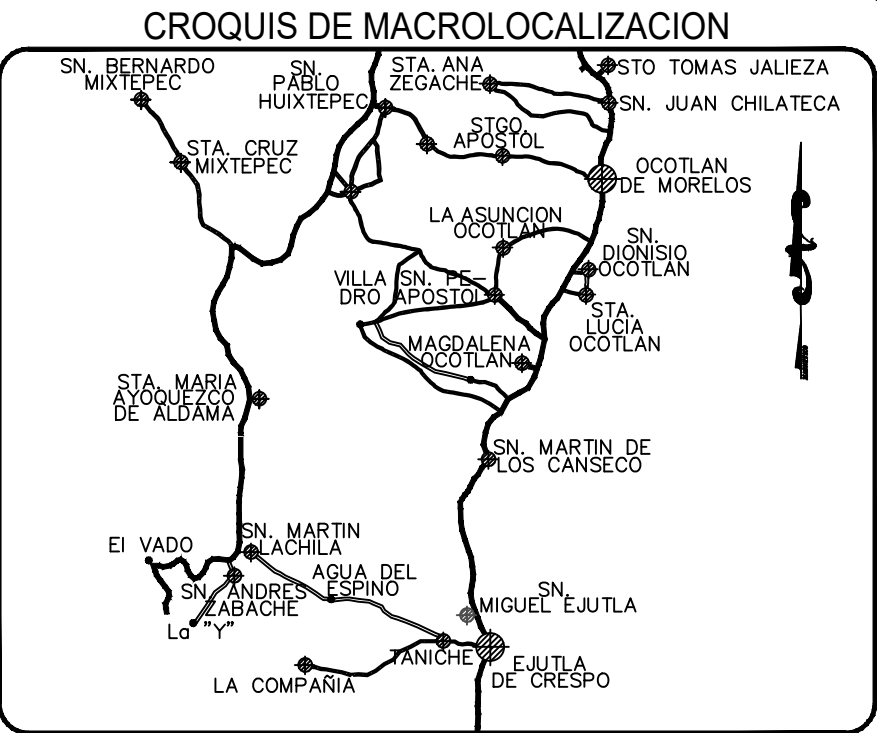 CROQUIS DE MACROLOCALIZACION
SN. BERNARDO
MIXTEPEC
SN.
PABLO
HUIXTEPEC
STA. ANA
ZEGACHE
STO TOMAS JALIEZA
SN. JUAN CHILATECA
STA. CRUZ
MIXTEPEC
STGO.
APOSTOL
OCOTLAN
DE MORELOS
LA ASUNCION
OCOTLAN
SN.
DIONISIO
OCOTLAN
VILLA SN. PE-
DRO APOSTOL
STA.
LUCIA
OCOTLAN
MAGDALENA
OCOTLAN
STA. MARIA
AYOQUEZCO
DE ALDAMA
SN. MARTIN DE
LOS CANSECO
El VADO
SN. MARTIN
LACHILA
AGUA DEL
ESPINO
SN. ANDRES
ZABACHE
La "Y"
SN.
MIGUEL EJUTLA
TANICHE
EJUTLA
DE CRESPO
LA COMPAÑIA